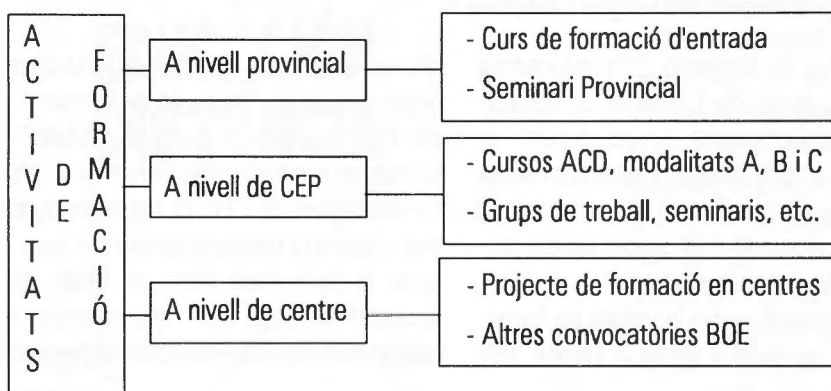 ACTIVITATS
DE
FORMACIÓ
A nivell provincial
- Curs de formació d'entrada
- Seminari Provincial
A nivell de CEP
- Cursos ACD, modalitats A, B i C
- Grups de treball, seminaris, etc.
A nivell de centre
- Projecte de formació en centres
- Altres convocatòries BOE